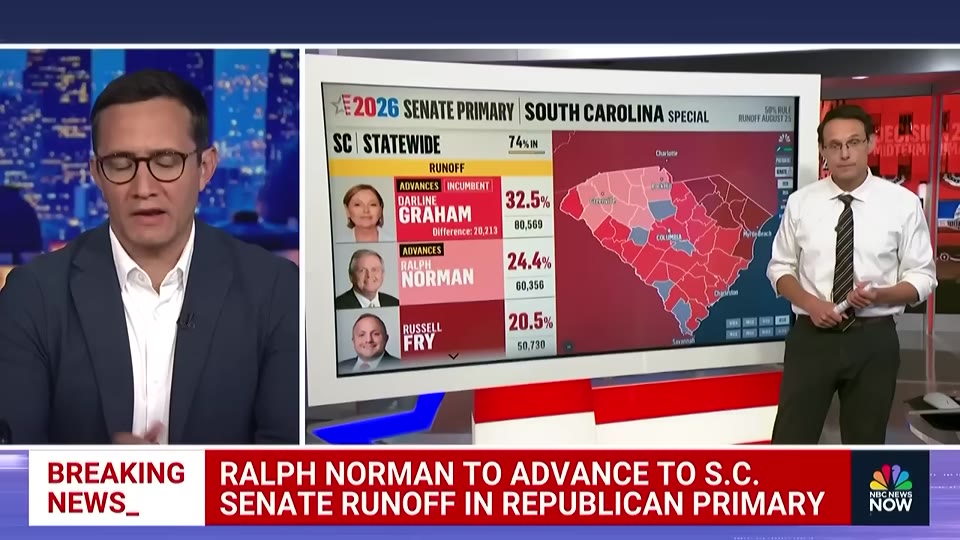 2026 SENATE PRIMARY SOUTH CAROLINA SPECIAL
50% RULE
RUNOFF AUGUST 25
SC STATEWIDE 74% IN
RUNOFF
ADVANCES INCUMBENT
DARLINE
GRAHAM
32.5%
Difference: 20,213
80,569
ADVANCES
RALPH
NORMAN
24.4%
60,356
RUSSELL
FRY
20.5%
50,730
Charlotte
Greenville
COLUMBIA
Myrtle Beach
Charleston
Savannah
BREAKING
NEWS_
RALPH NORMAN TO ADVANCE TO S.C.
SENATE RUNOFF IN REPUBLICAN PRIMARY
NBC NEWS
NOW